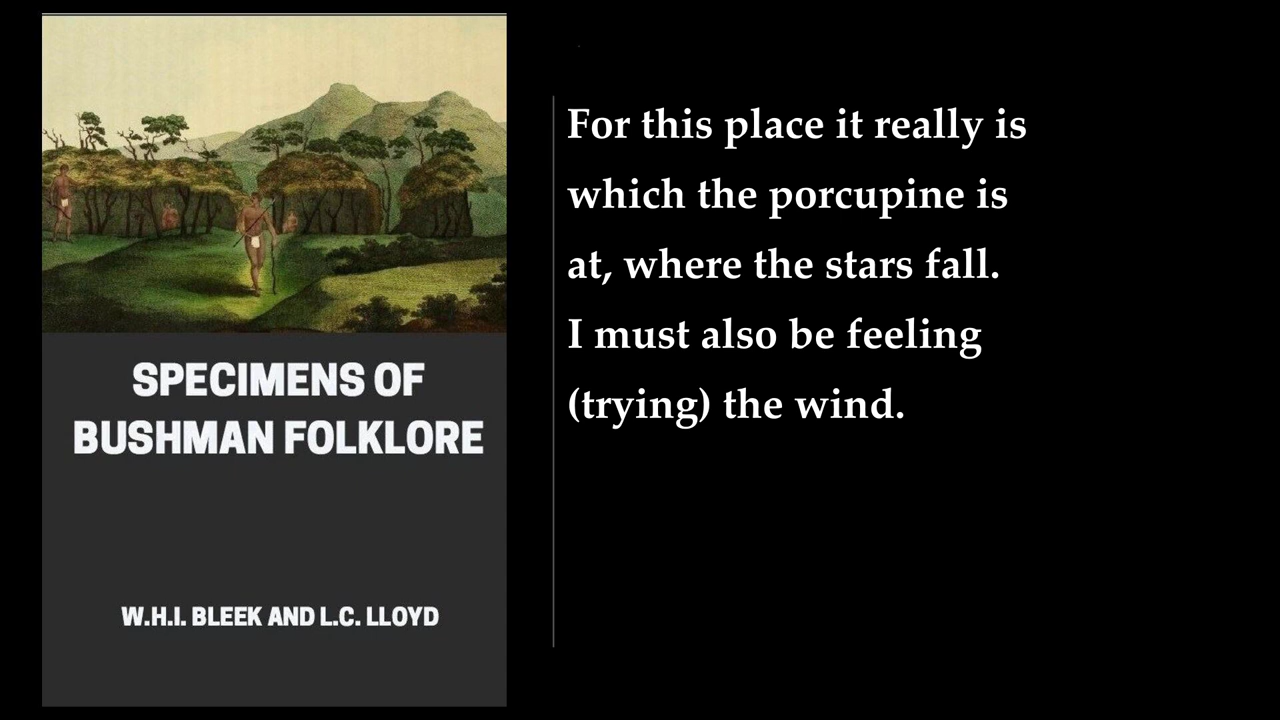 SPECIMENS OF
BUSHMAN FOLKLORE
W.H.I. BLEEK AND L.C. LLOYD
For this place it really is
which the porcupine is
at, where the stars fall.
I must also be feeling
(trying) the wind.